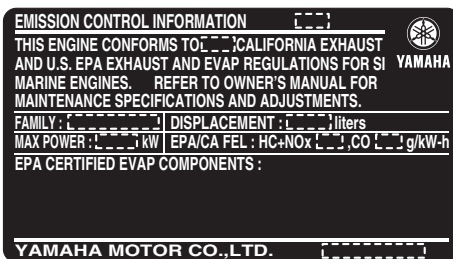 EMISSION CONTROL INFORMATION
THIS ENGINE CONFORMS TO CALIFORNIA EXHAUST
AND U.S. EPA EXHAUST AND EVAP REGULATIONS FOR SI
MARINE ENGINES. REFER TO OWNER'S MANUAL FOR
MAINTENANCE SPECIFICATIONS AND ADJUSTMENTS.
YAMAHA
FAMILY : DISPLACEMENT : liters
MAX POWER : kW EPA/CA FEL : HC+NOx ,CO g/kW-h
EPA CERTIFIED EVAP COMPONENTS :
YAMAHA MOTOR CO.,LTD.